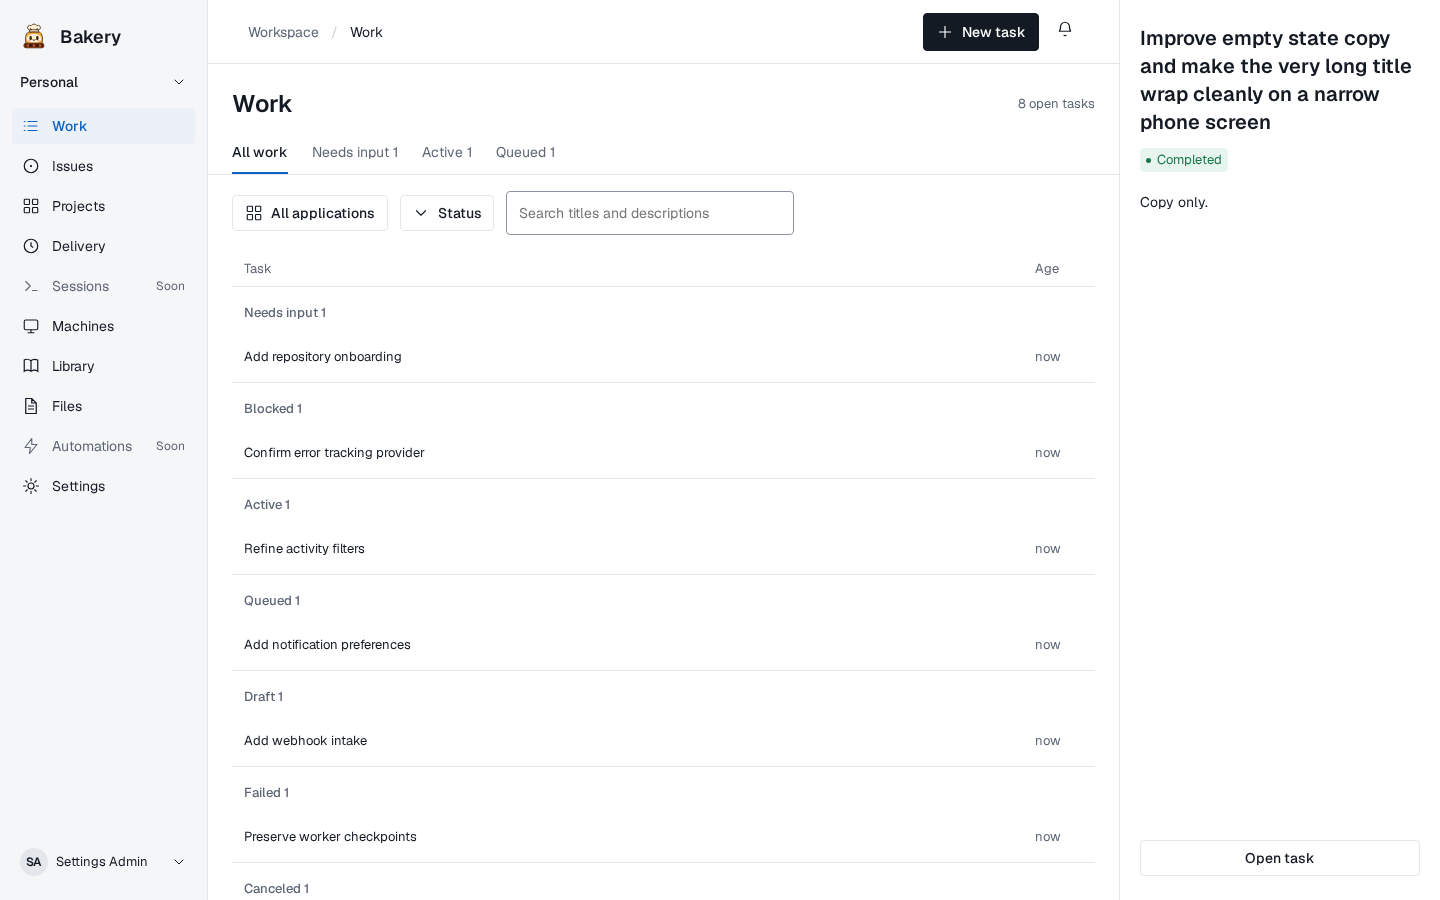 Bakery
Personal
Work
Issues
Projects
Delivery
Sessions Soon
Machines
Library
Files
Automations Soon
Settings
SA Settings Admin
Workspace / Work
New task
Work
8 open tasks
All work Needs input 1 Active 1 Queued 1
All applications Status Search titles and descriptions
Task Age
Needs input 1
Add repository onboarding now
Blocked 1
Confirm error tracking provider now
Active 1
Refine activity filters now
Queued 1
Add notification preferences now
Draft 1
Add webhook intake now
Failed 1
Preserve worker checkpoints now
Canceled 1
Improve empty state copy
and make the very long title
wrap cleanly on a narrow
phone screen
Completed
Copy only.
Open task